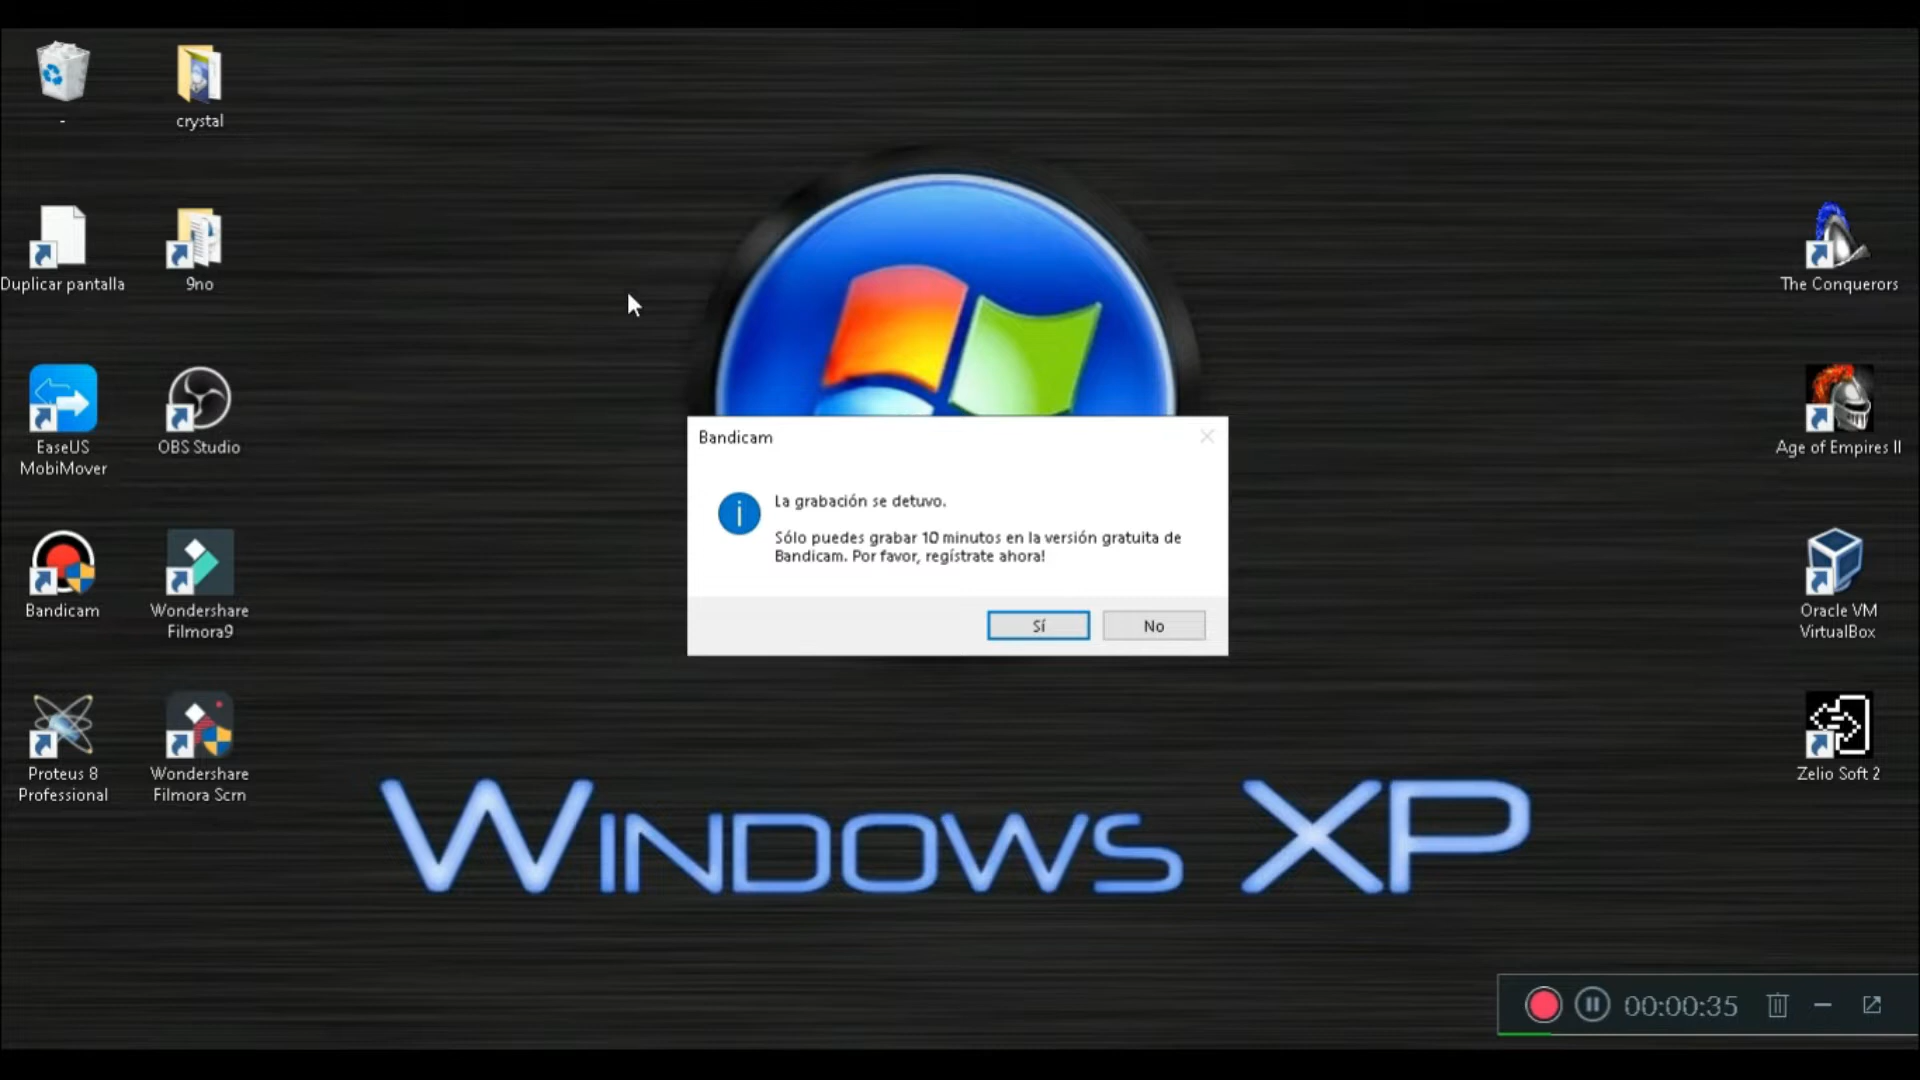 -
crystal
Duplicar pantalla
9no
The Conquerors
EaseUS
MobiMover
OBS Studio
Age of Empires II
Bandicam
La grabación se detuvo.
Sólo puedes grabar 10 minutos en la versión gratuita de
Bandicam. Por favor, regístrate ahora!
Sí
No
Bandicam
Wondershare
Filmora9
Oracle VM
VirtualBox
Proteus 8
Professional
Wondershare
Filmora Scrn
Zelio Soft 2
WINDOWS XP
00:00:35